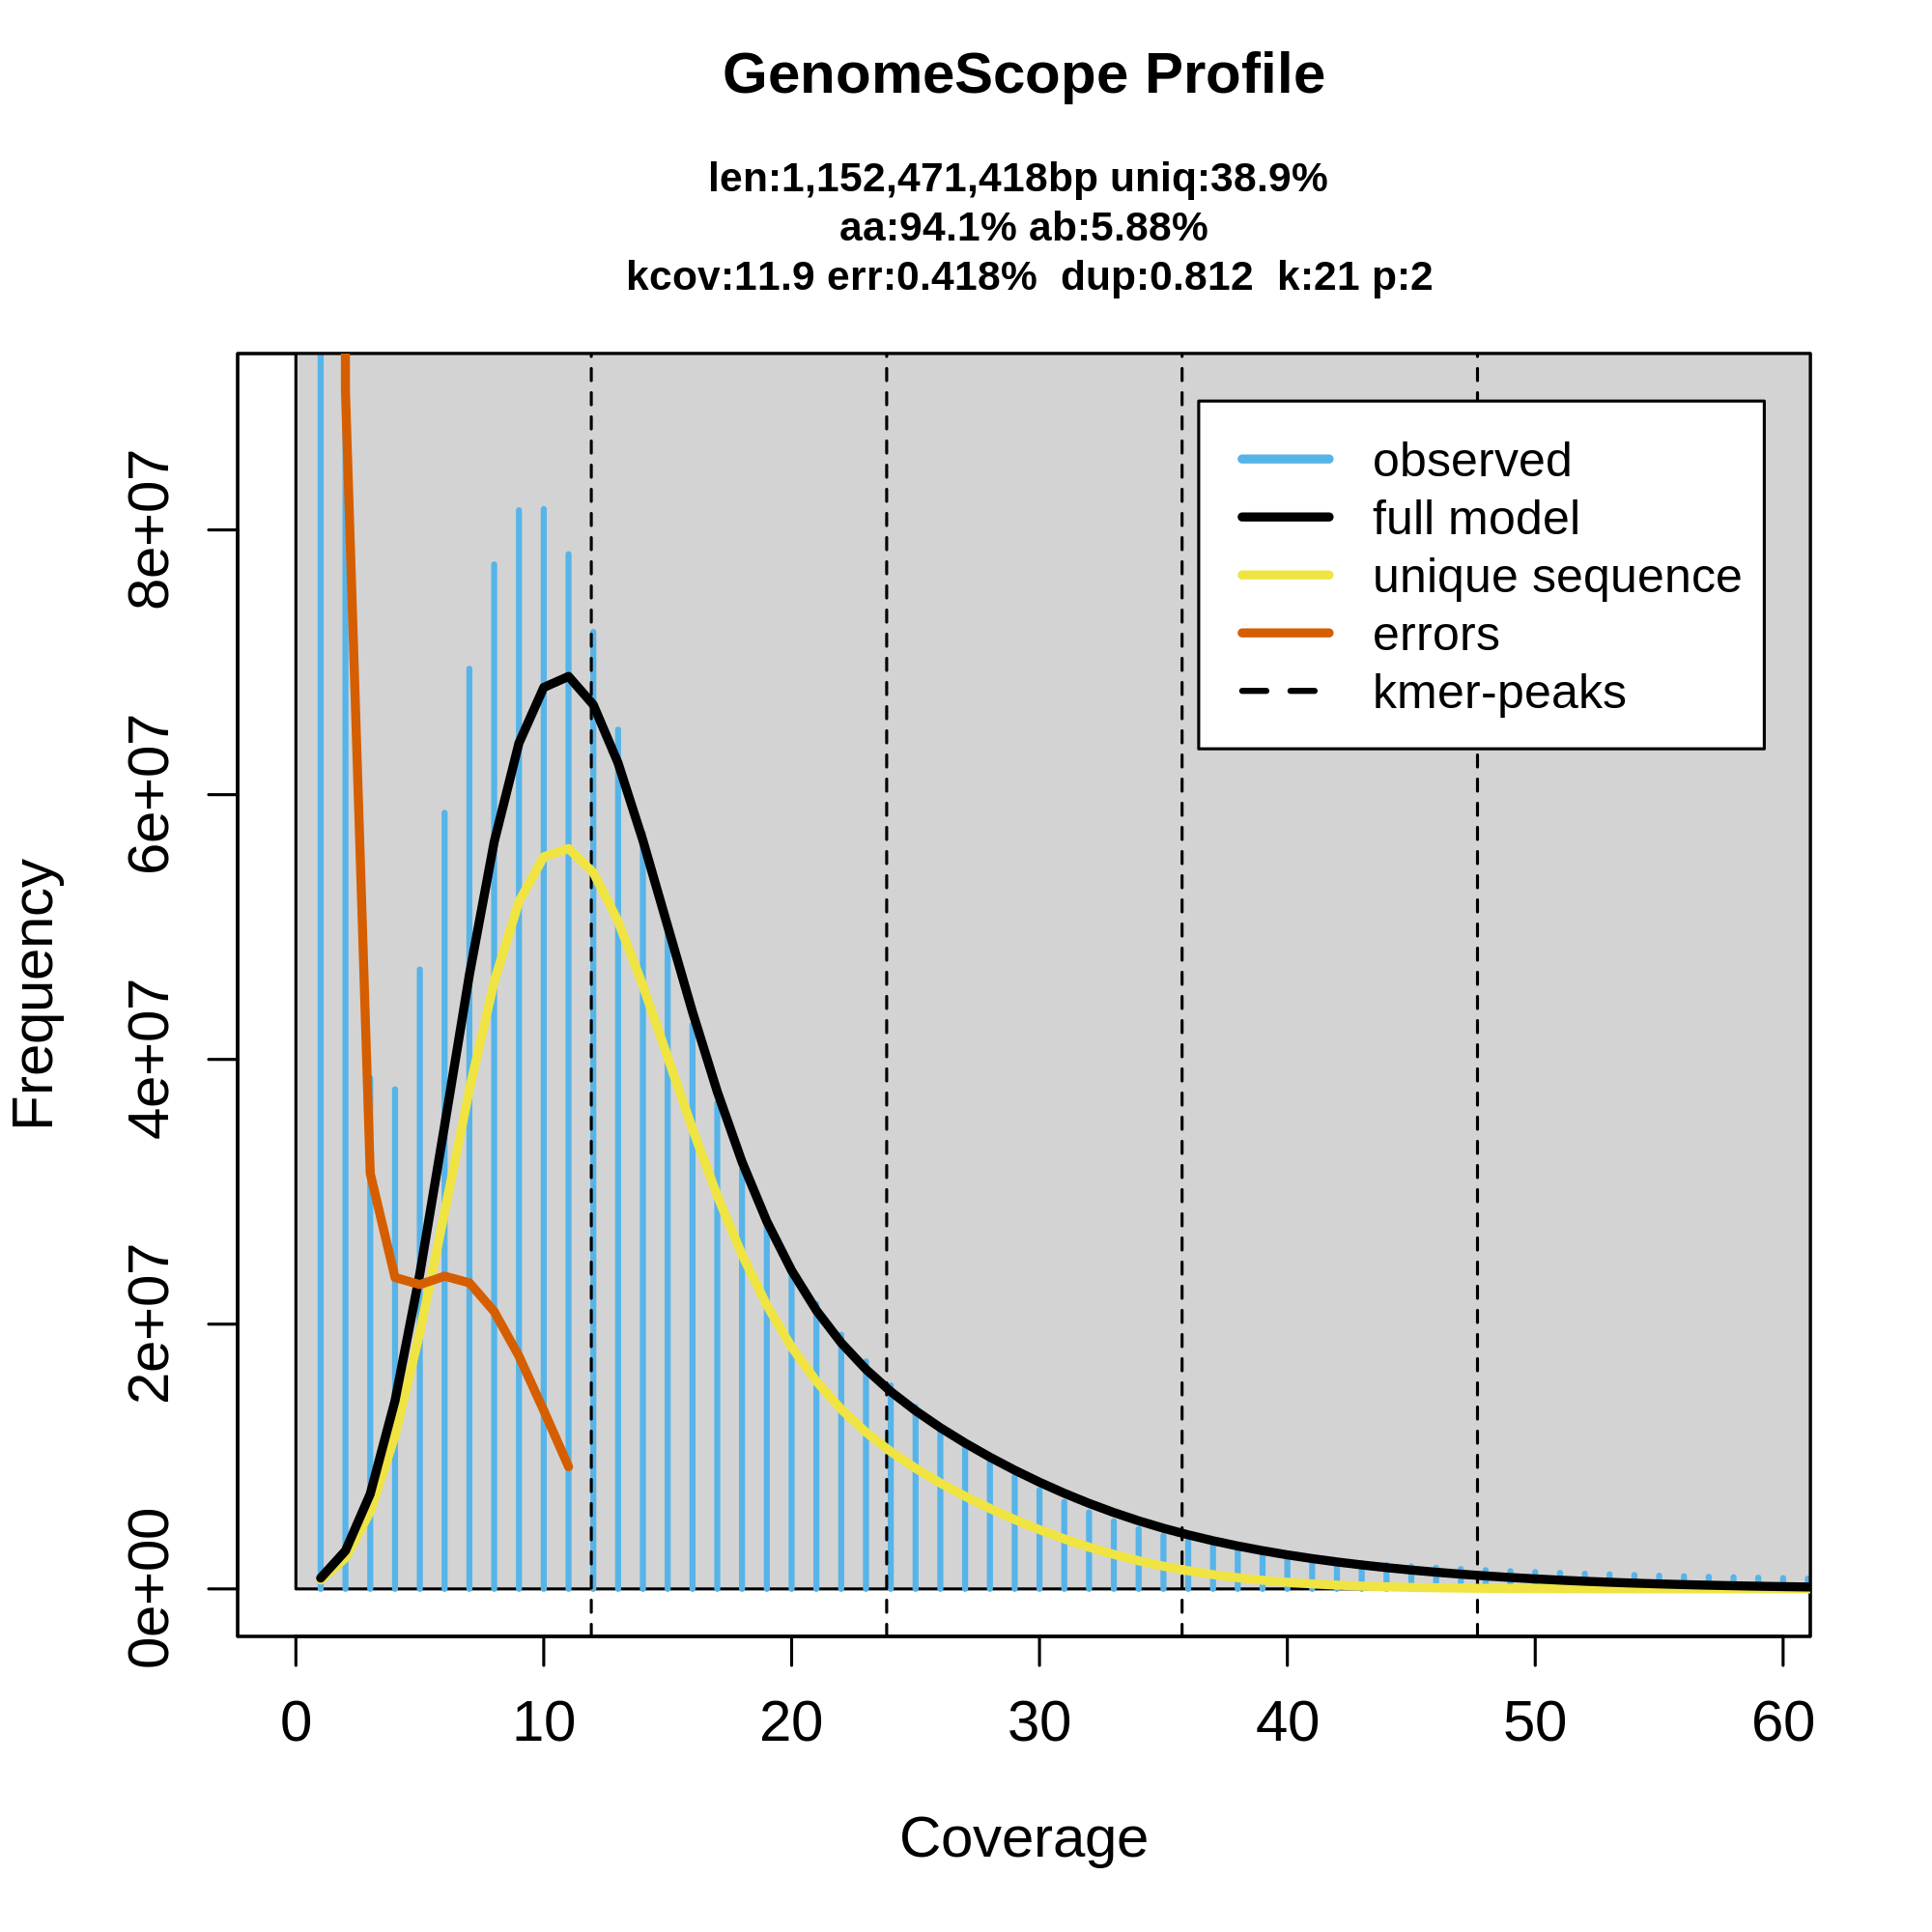 GenomeScope Profile
len:1,152,471,418bp uniq:38.9%
aa:94.1% ab:5.88%
kcov:11.9 err:0.418%  dup:0.812  k:21 p:2
observed
full model
unique sequence
errors
kmer-peaks
Frequency
8e+07
6e+07
4e+07
2e+07
0e+00
0 10 20 30 40 50 60
Coverage